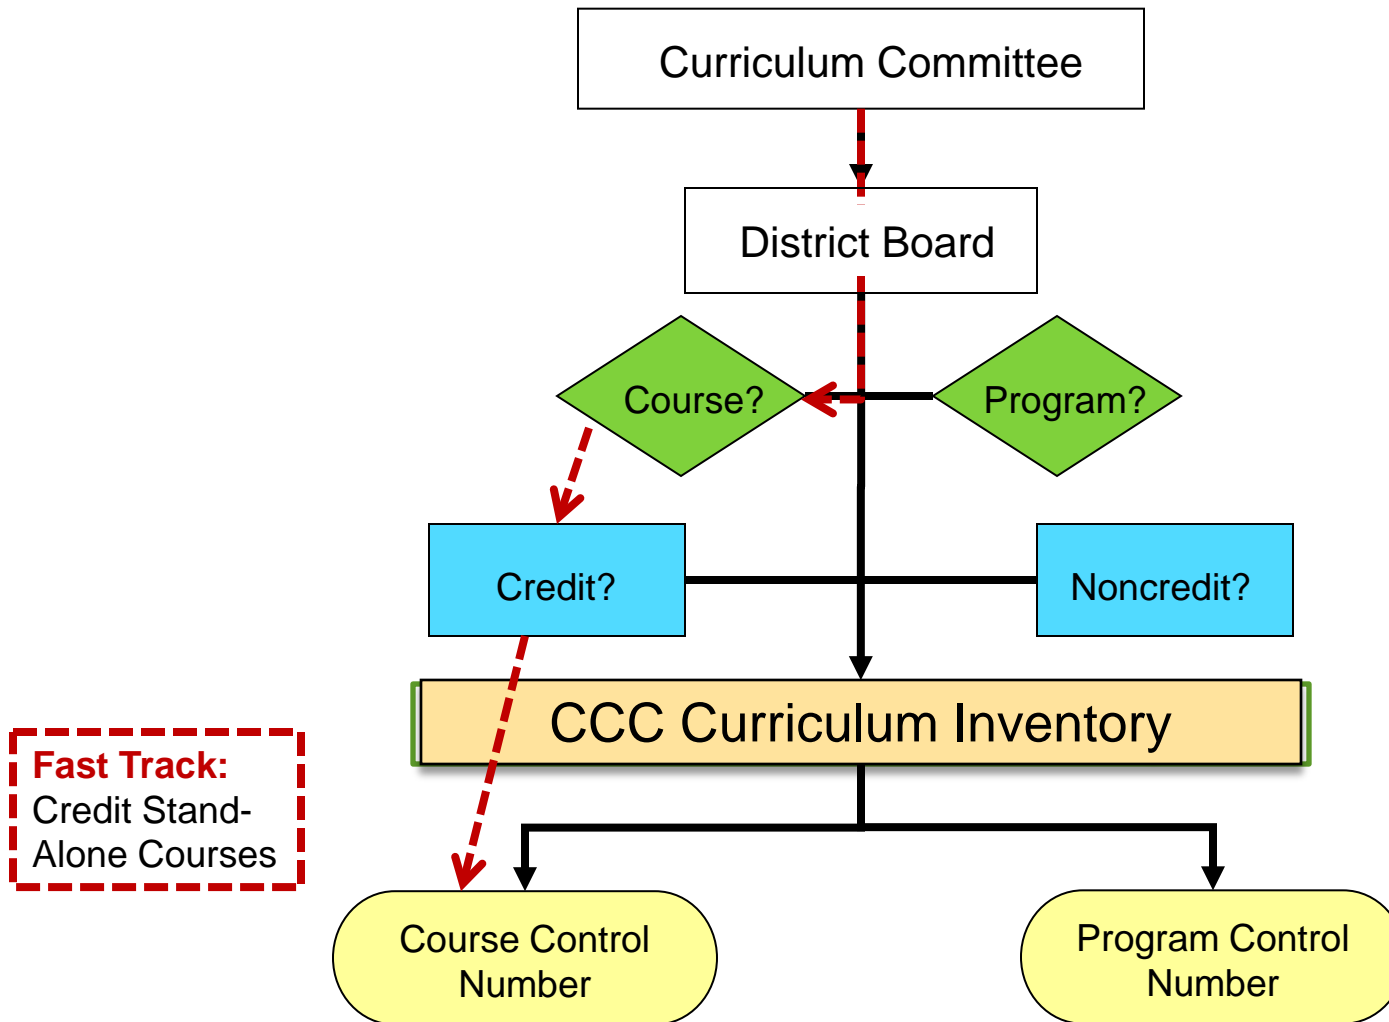 Curriculum Committee
District Board
Course?
Program?
Credit?
Noncredit?
CCC Curriculum Inventory
Fast Track:
Credit Stand-
Alone Courses
Course Control
Number
Program Control
Number